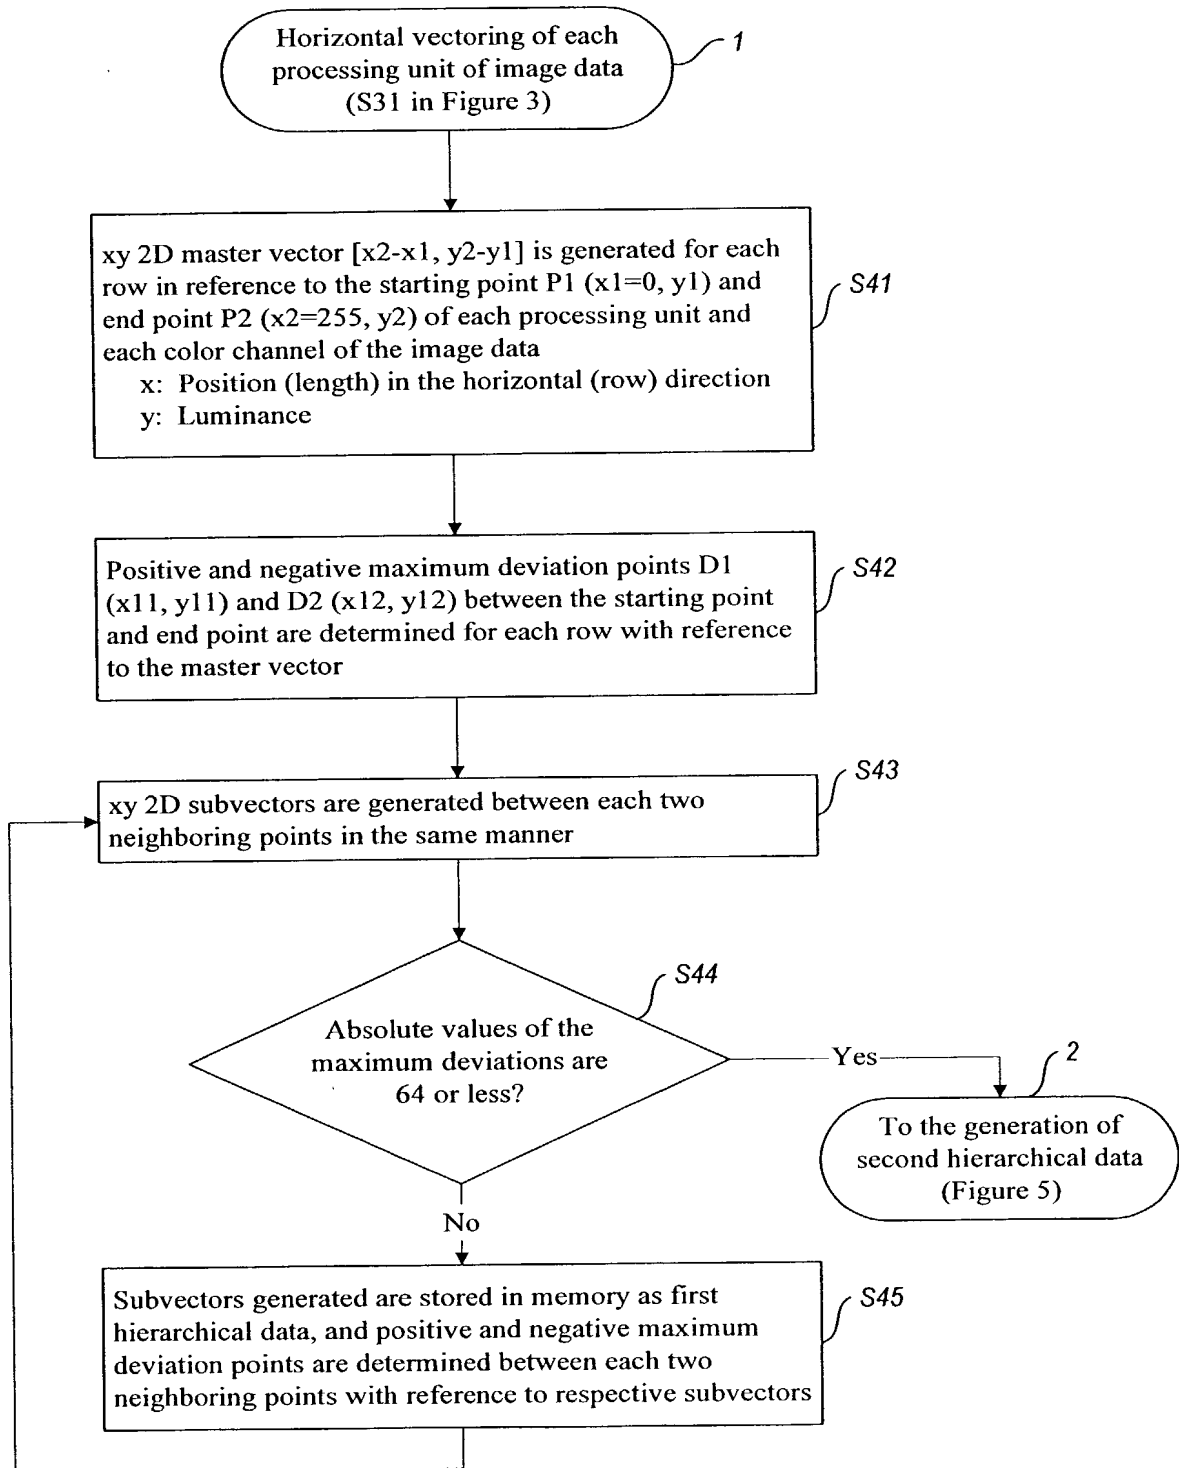 Horizontal vectoring of each
processing unit of image data
(S31 in Figure 3)
1
xy 2D master vector [x2-x1, y2-y1] is generated for each
row in reference to the starting point P1 (x1=0, y1) and
end point P2 (x2=255, y2) of each processing unit and
each color channel of the image data
x: Position (length) in the horizontal (row) direction
y: Luminance
S41
Positive and negative maximum deviation points D1
(x11, y11) and D2 (x12, y12) between the starting point
and end point are determined for each row with reference
to the master vector
S42
xy 2D subvectors are generated between each two
neighboring points in the same manner
S43
Absolute values of the
maximum deviations are
64 or less?
S44
Yes
2
To the generation of
second hierarchical data
(Figure 5)
No
Subvectors generated are stored in memory as first
hierarchical data, and positive and negative maximum
deviation points are determined between each two
neighboring points with reference to respective subvectors
S45